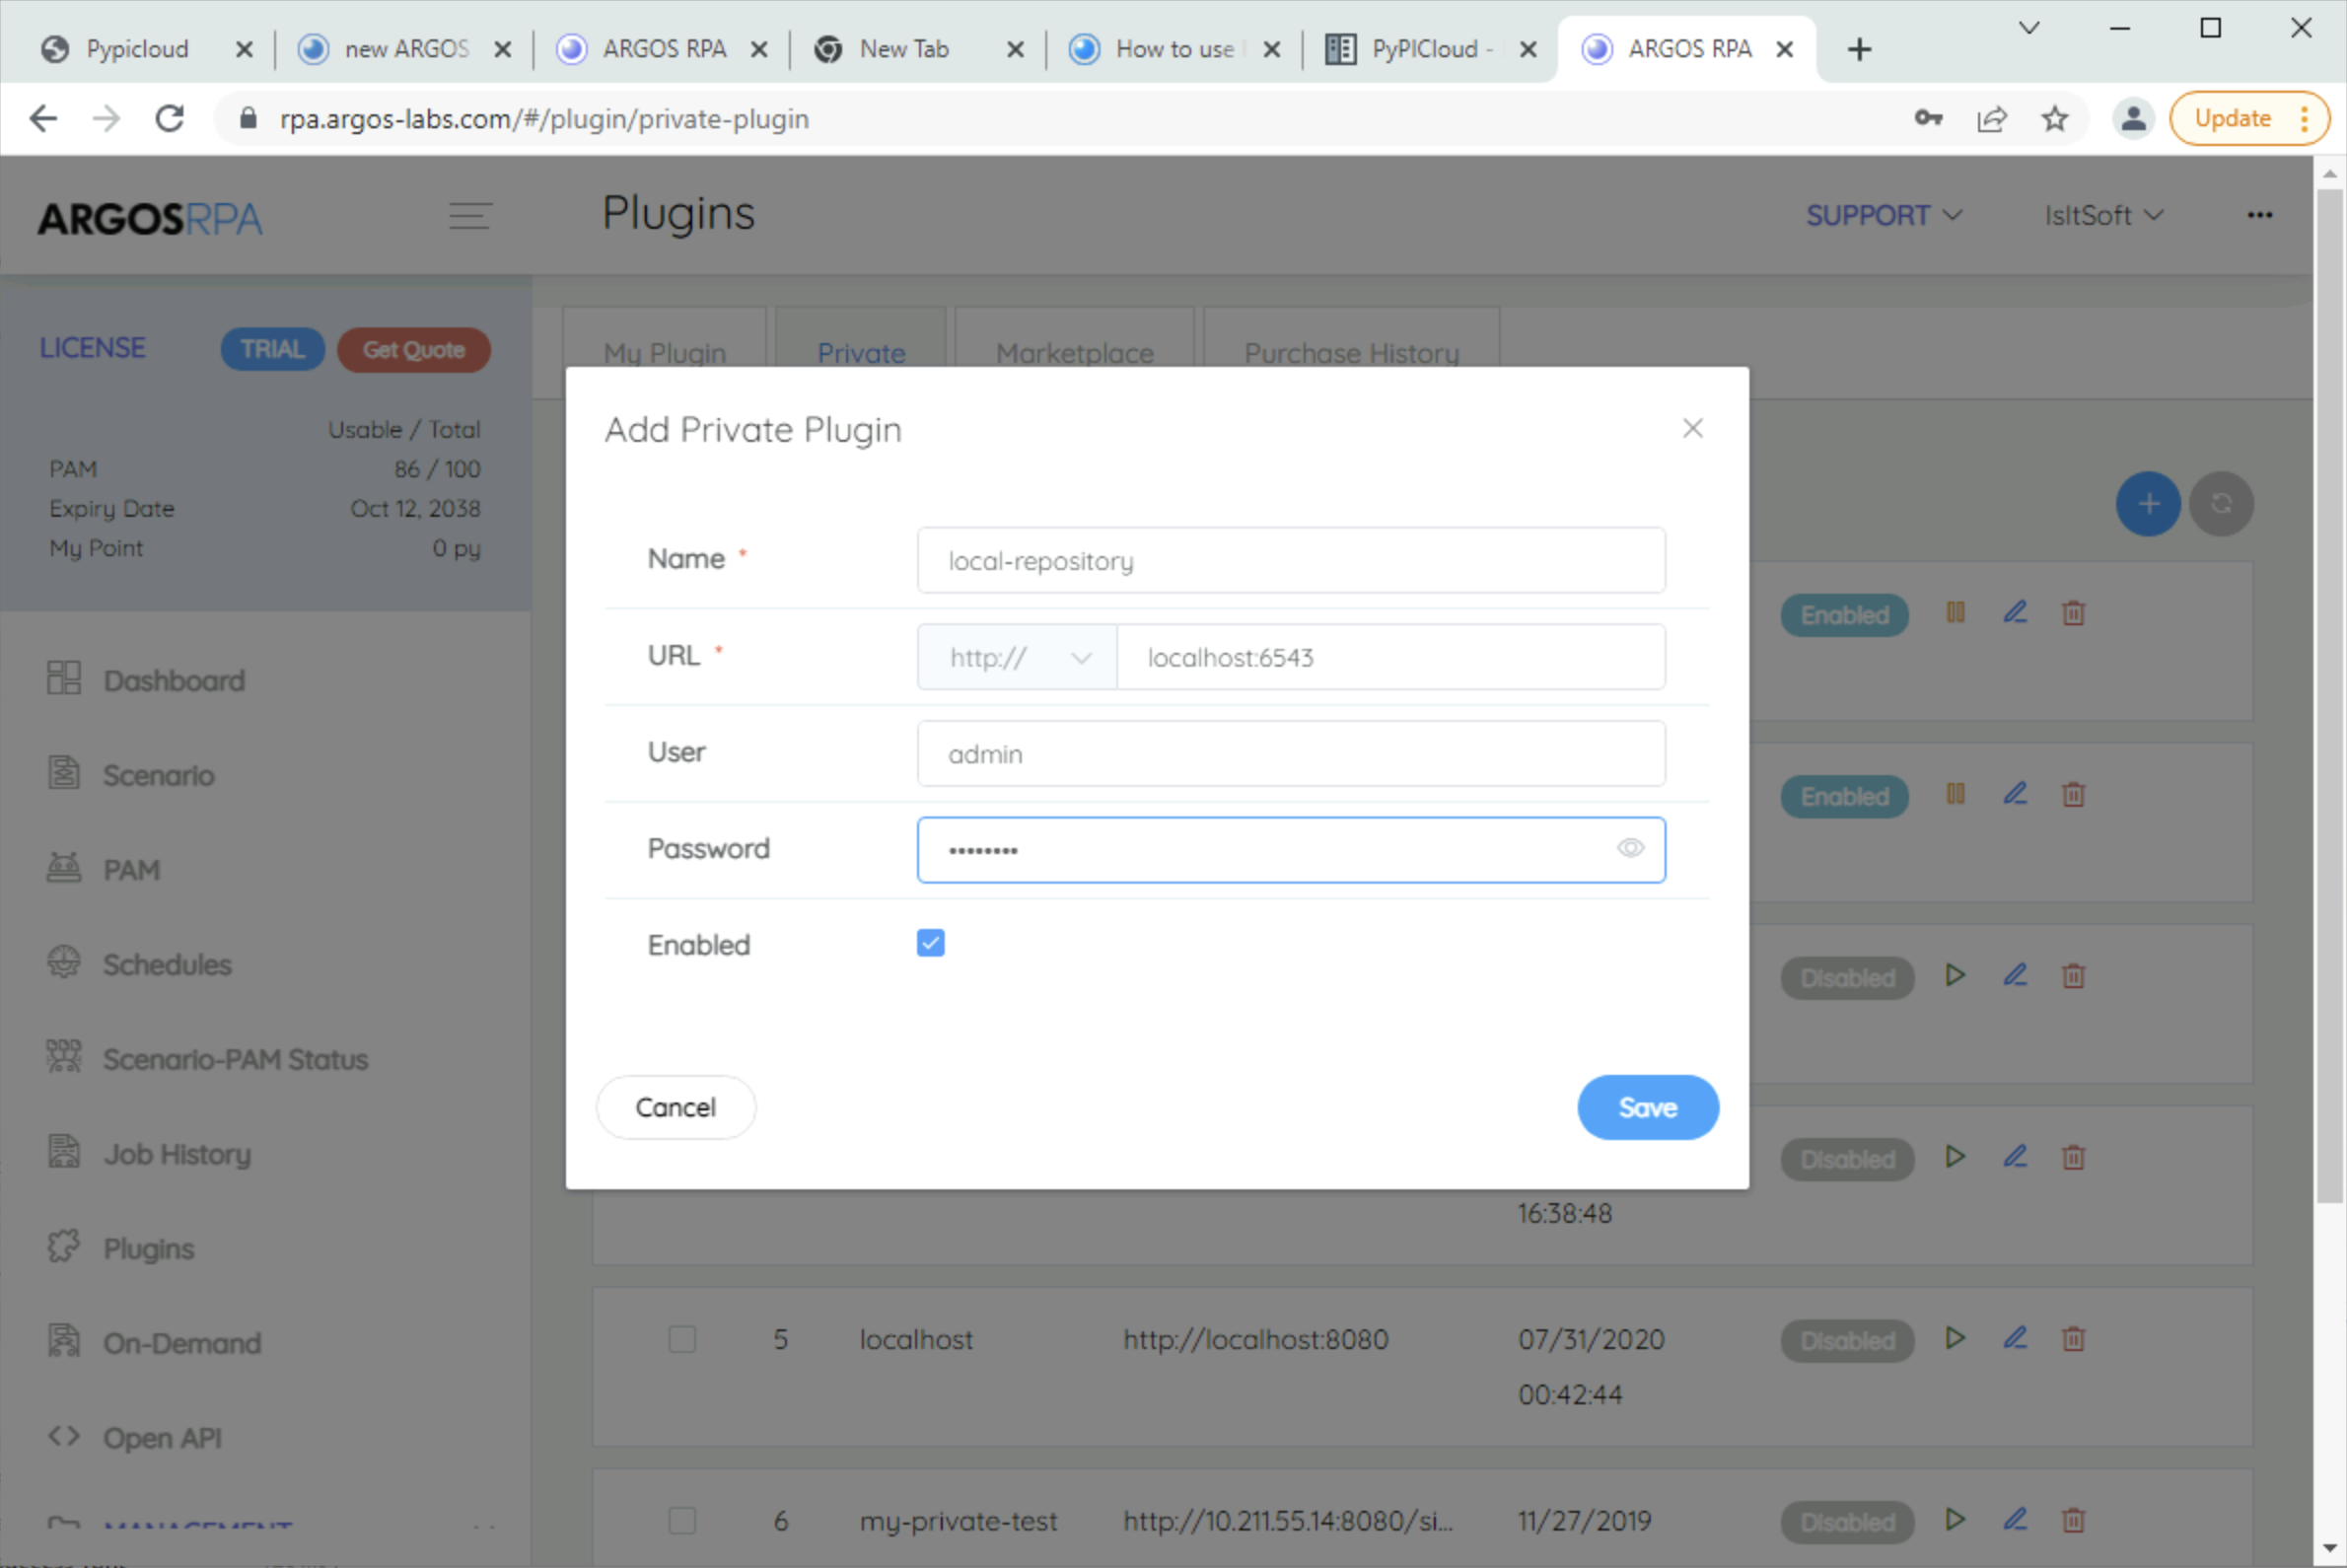 Pypicloud
new ARGOS
ARGOS RPA
New Tab
How to use
PyPICloud -
ARGOS RPA
rpa.argos-labs.com/#/plugin/private-plugin
Update
ARGOSRPA
Plugins
SUPPORT
IsItSoft
LICENSE
TRIAL
Get Quote
My Plugin
Private
Marketplace
Purchase History
Usable / Total
PAM 86 / 100
Expiry Date Oct 12, 2038
My Point 0 py
Dashboard
Scenario
PAM
Schedules
Scenario-PAM Status
Job History
Plugins
On-Demand
Open API
MANAGEMENT
Add Private Plugin
Name * local-repository
URL * http:// localhost:6543
User admin
Password ••••••••
Enabled
Cancel
Save
Enabled
Enabled
Disabled
Disabled
16:38:48
5 localhost http://localhost:8080 07/31/2020 Disabled
00:42:44
6 my-private-test http://10.211.55.14:8080/si... 11/27/2019 Disabled